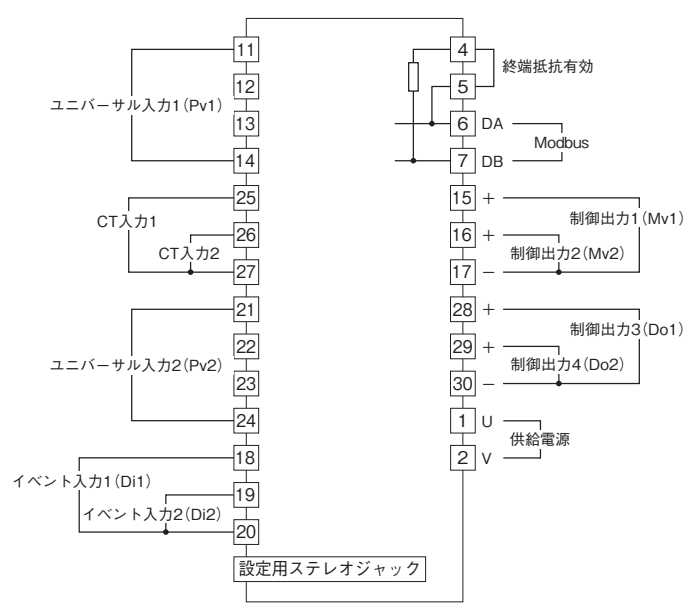 11
12
ユニバーサル入力1(Pv1)
13
14
25
CT入力1
26
CT入力2
27
21
22
ユニバーサル入力2(Pv2)
23
24
18
イベント入力1(Di1)
19
イベント入力2(Di2)
20
設定用ステレオジャック
4
終端抵抗有効
5
6 DA
Modbus
7 DB
15 +
制御出力1(Mv1)
16 +
制御出力2(Mv2)
17 −
28 +
制御出力3(Do1)
29 +
制御出力4(Do2)
30 −
1 U
供給電源
2 V